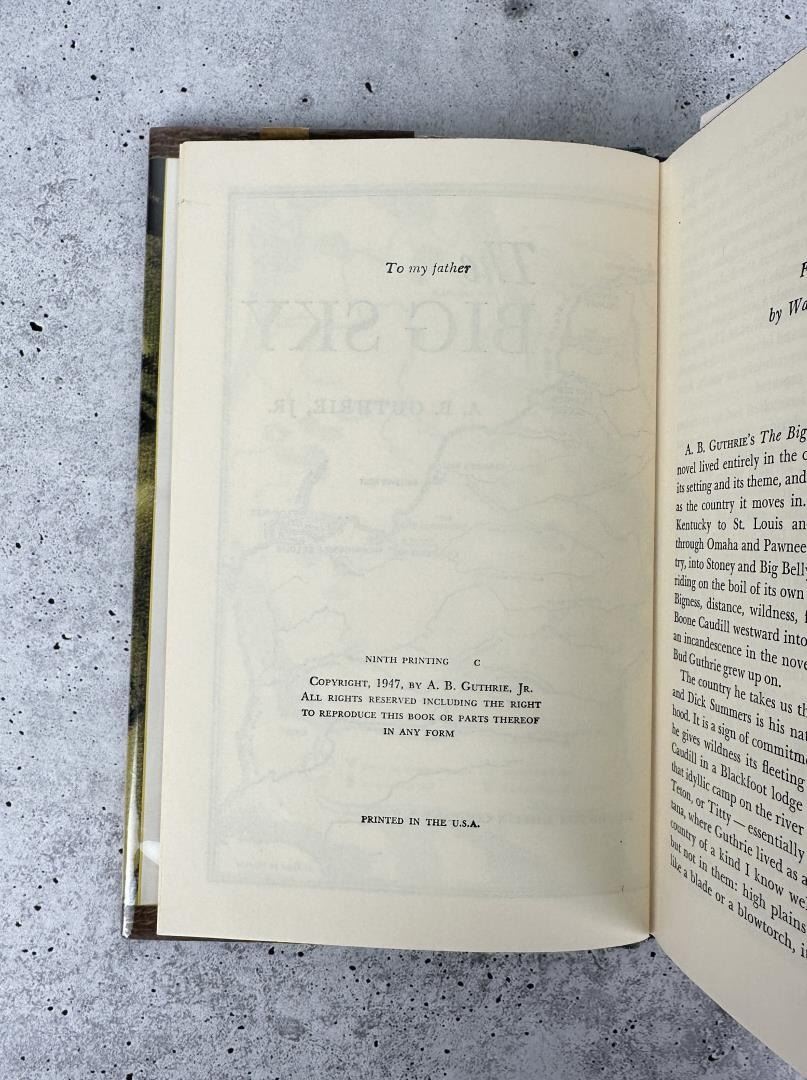 To my father
The
BIG SKY
A. B. GUTHRIE, JR.
NINTH PRINTING C
COPYRIGHT, 1947, BY A. B. GUTHRIE, JR.
ALL RIGHTS RESERVED INCLUDING THE RIGHT
TO REPRODUCE THIS BOOK OR PARTS THEREOF
IN ANY FORM
PRINTED IN THE U.S.A.
by
A. B. GUTHRIE'S The Big
novel lived entirely in the
its setting and its theme, and
as the country it moves in.
Kentucky to St. Louis
through Omaha and Pawnee
try, into Stoney and Big Belly
riding on the boil of its own
Bigness, distance, wildness,
Boone Caudill westward into
an incandescence in the
Bud Guthrie grew up on.
The country he takes us
and Dick Summers is his
hood. It is a sign of
he gives wildness its fleeting
Caudill in a Blackfoot lodge
that idyllic camp on the river
Teton, or Titty — essentially
tana, where Guthrie lived as
country of a kind I know
but not in them: high plains
like a blade or a blowtorch,